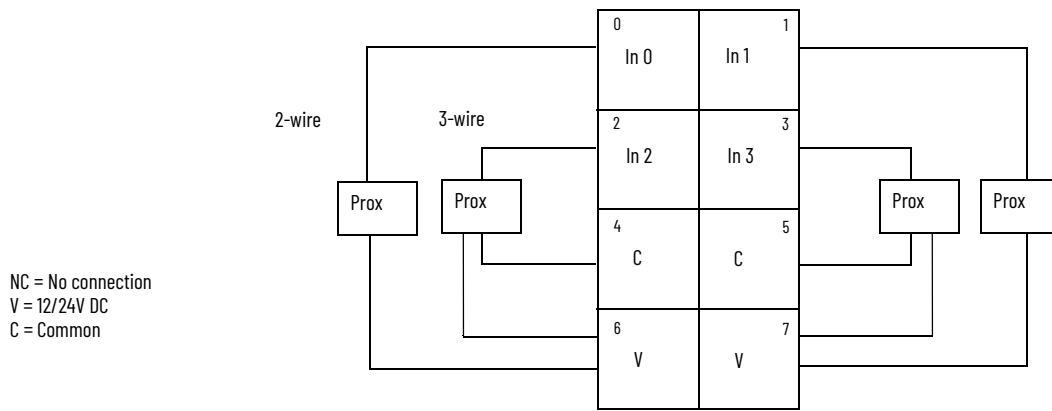 0
1
In 0
In 1
2-wire
3-wire
2
3
In 2
In 3
Prox
Prox
Prox
Prox
4
5
C
C
NC = No connection
V = 12/24V DC
C = Common
6
7
V
V